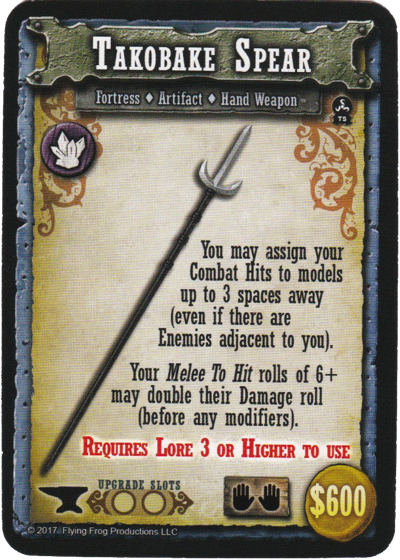 Takobake Spear
Fortress ♦ Artifact ♦ Hand Weapon
TS
You may assign your
Combat Hits to models
up to 3 spaces away
(even if there are
Enemies adjacent to you).
Your Melee To Hit rolls of 6+
may double their Damage roll
(before any modifiers).
Requires Lore 3 or Higher to use
UPGRADE SLOTS
$600
© 2017. Flying Frog Productions LLC